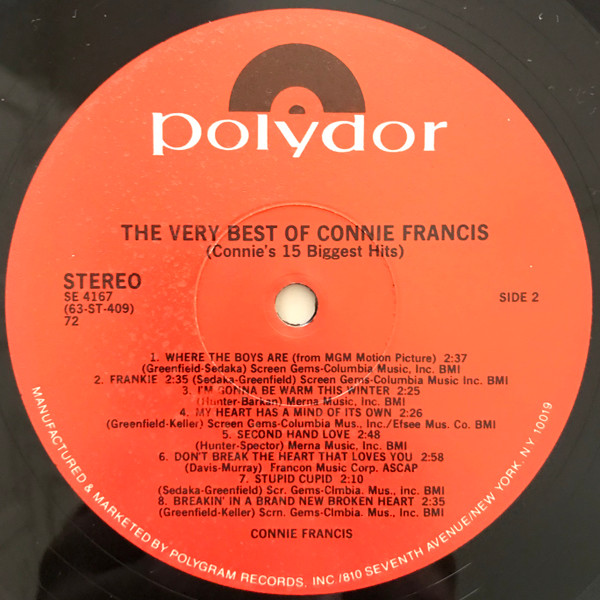 polydor
THE VERY BEST OF CONNIE FRANCIS
(Connie's 15 Biggest Hits)
STEREO
SE 4167
(63-ST-409)
72
SIDE 2
1. WHERE THE BOYS ARE (from MGM Motion Picture) 2:37
(Greenfield-Sedaka) Screen Gems-Columbia Music, Inc. BMI
2. FRANKIE 2:35 (Sedaka-Greenfield) Screen Gems-Columbia Music Inc. BMI
3. I'M GONNA BE WARM THIS WINTER 2:25
(Hunter-Barkan) Merna Music, Inc. BMI
4. MY HEART HAS A MIND OF ITS OWN 2:26
(Greenfield-Keller) Screen Gems-Columbia Mus., Inc./Efsee Mus. Co. BMI
5. SECOND HAND LOVE 2:48
(Hunter-Spector) Merna Music, Inc. BMI
6. DON'T BREAK THE HEART THAT LOVES YOU 2:58
(Davis-Murray) Francon Music Corp. ASCAP
7. STUPID CUPID 2:10
(Sedaka-Greenfield) Scr. Gems-Clmbia. Mus., Inc. BMI
8. BREAKIN' IN A BRAND NEW BROKEN HEART 2:35
(Greenfield-Keller) Scrn. Gems-Clmbia. Mus., Inc. BMI
CONNIE FRANCIS
MANUFACTURED & MARKETED BY POLYGRAM RECORDS, INC /810 SEVENTH AVENUE/NEW YORK, NY 10019